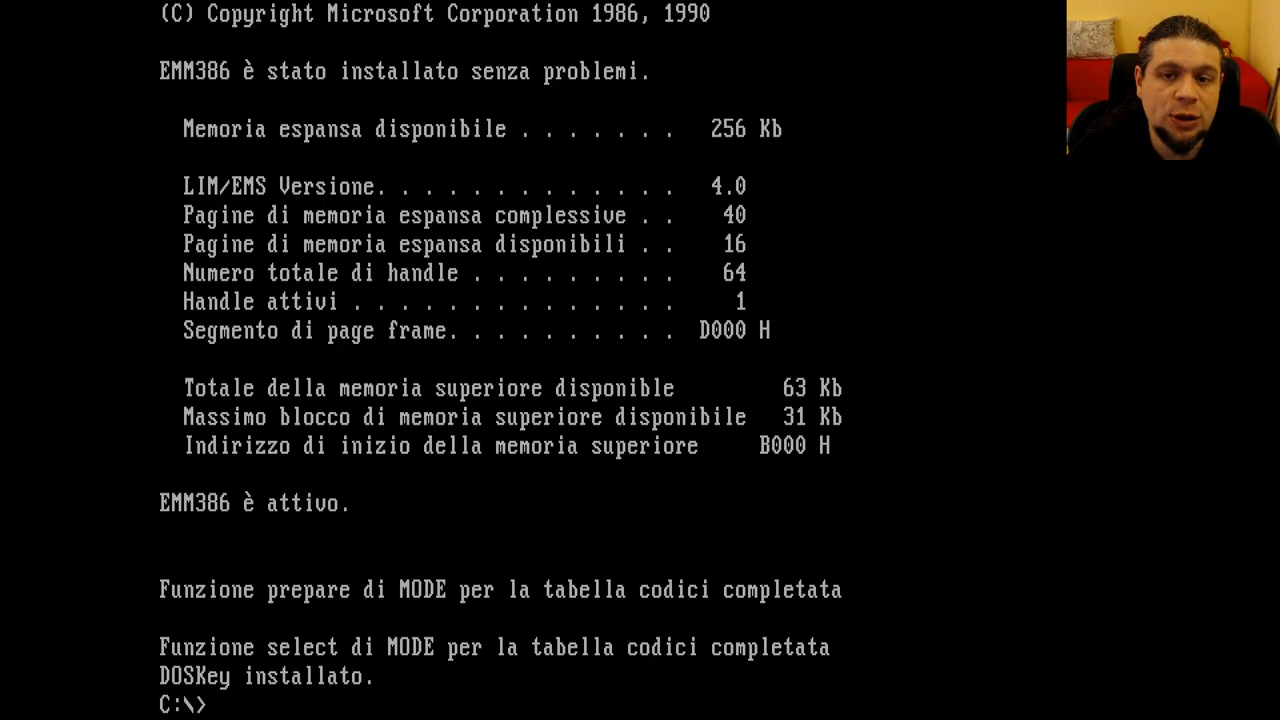 (C) Copyright Microsoft Corporation 1986, 1990
EMM386 è stato installato senza problemi.
Memoria espansa disponibile . . . . . . . 256 Kb
LIM/EMS Versione. . . . . . . . . . . . . 4.0
Pagine di memoria espansa complessive . . 40
Pagine di memoria espansa disponibili . . 16
Numero totale di handle . . . . . . . . . 64
Handle attivi . . . . . . . . . . . . . . 1
Segmento di page frame. . . . . . . . . . D000 H
Totale della memoria superiore disponible 63 Kb
Massimo blocco di memoria superiore disponibile 31 Kb
Indirizzo di inizio della memoria superiore B000 H
EMM386 è attivo.
Funzione prepare di MODE per la tabella codici completata
Funzione select di MODE per la tabella codici completata
DOSKey installato.
C:\>